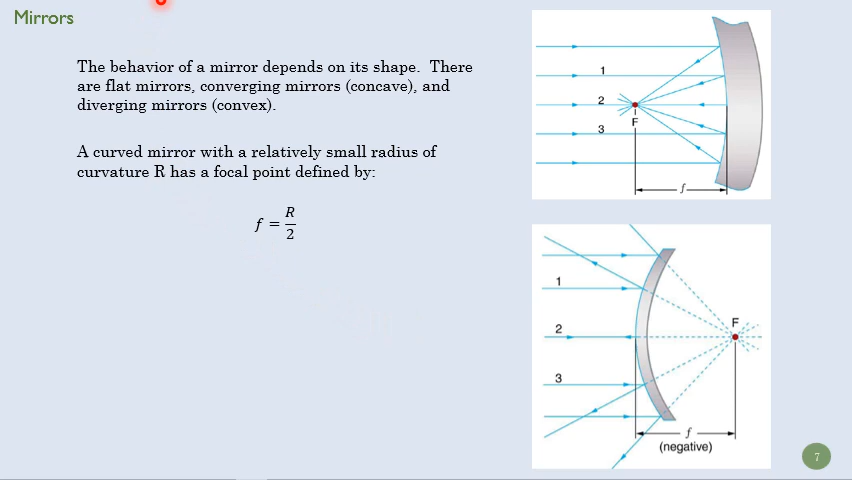 Mirrors
The behavior of a mirror depends on its shape. There
are flat mirrors, converging mirrors (concave), and
diverging mirrors (convex).
A curved mirror with a relatively small radius of
curvature R has a focal point defined by:
f = R/2
1
2
F
3
f
1
F
2
3
f
(negative)
7